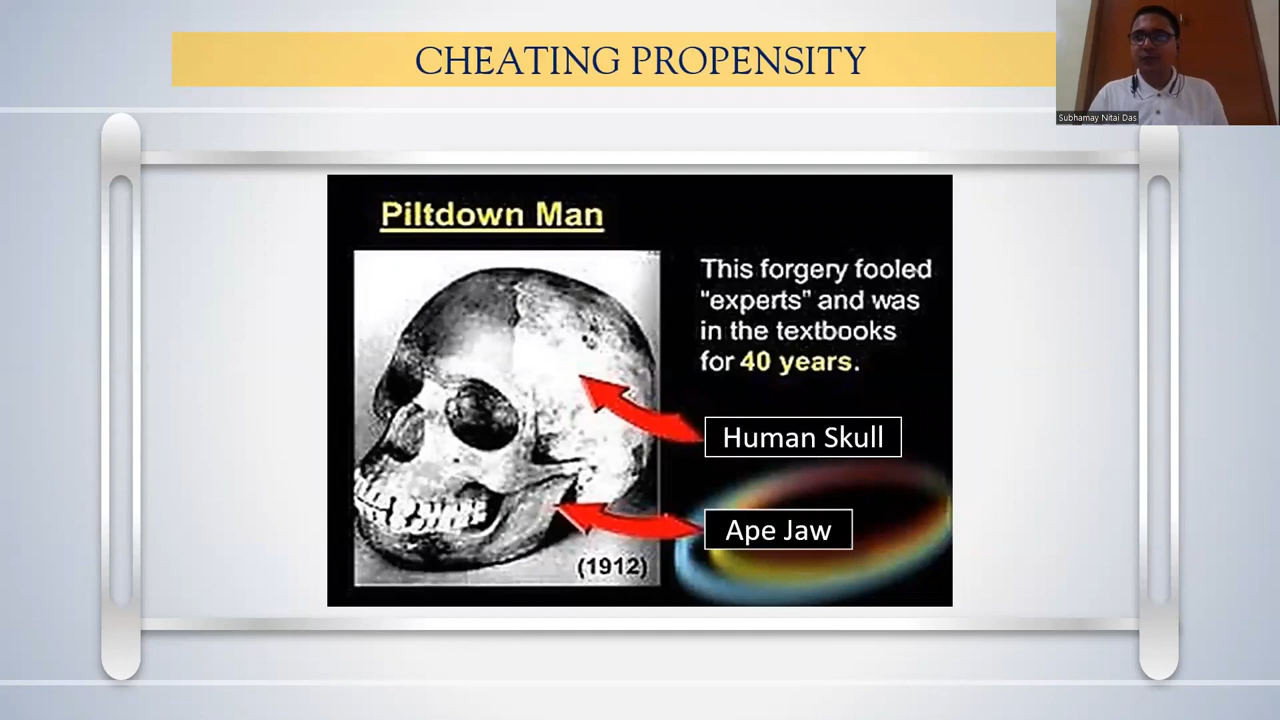 CHEATING PROPENSITY
Subhamay Nitai Das
Piltdown Man
This forgery fooled
"experts" and was
in the textbooks
for 40 years.
Human Skull
Ape Jaw
(1912)